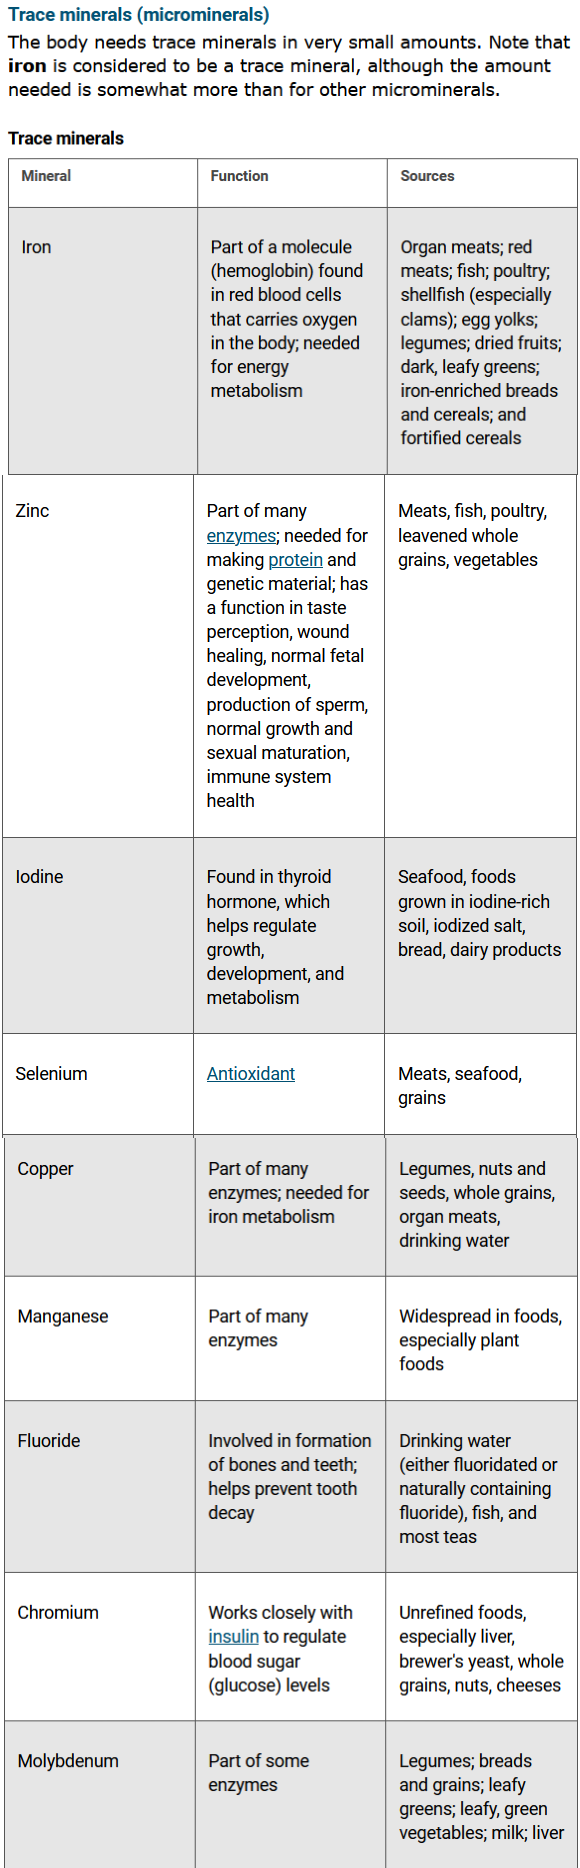 Trace minerals (microminerals)
The body needs trace minerals in very small amounts. Note that
iron is considered to be a trace mineral, although the amount
needed is somewhat more than for other microminerals.
Trace minerals
Mineral
Function
Sources
Iron
Part of a molecule
(hemoglobin) found
in red blood cells
that carries oxygen
in the body; needed
for energy
metabolism
Organ meats; red
meats; fish; poultry;
shellfish (especially
clams); egg yolks;
legumes; dried fruits;
dark, leafy greens;
iron-enriched breads
and cereals; and
fortified cereals
Zinc
Part of many
enzymes; needed for
making protein and
genetic material; has
a function in taste
perception, wound
healing, normal fetal
development,
production of sperm,
normal growth and
sexual maturation,
immune system
health
Meats, fish, poultry,
leavened whole
grains, vegetables
Iodine
Found in thyroid
hormone, which
helps regulate
growth,
development, and
metabolism
Seafood, foods
grown in iodine-rich
soil, iodized salt,
bread, dairy products
Selenium
Antioxidant
Meats, seafood,
grains
Copper
Part of many
enzymes; needed for
iron metabolism
Legumes, nuts and
seeds, whole grains,
organ meats,
drinking water
Manganese
Part of many
enzymes
Widespread in foods,
especially plant
foods
Fluoride
Involved in formation
of bones and teeth;
helps prevent tooth
decay
Drinking water
(either fluoridated or
naturally containing
fluoride), fish, and
most teas
Chromium
Works closely with
insulin to regulate
blood sugar
(glucose) levels
Unrefined foods,
especially liver,
brewer's yeast, whole
grains, nuts, cheeses
Molybdenum
Part of some
enzymes
Legumes; breads
and grains; leafy
greens; leafy, green
vegetables; milk; liver